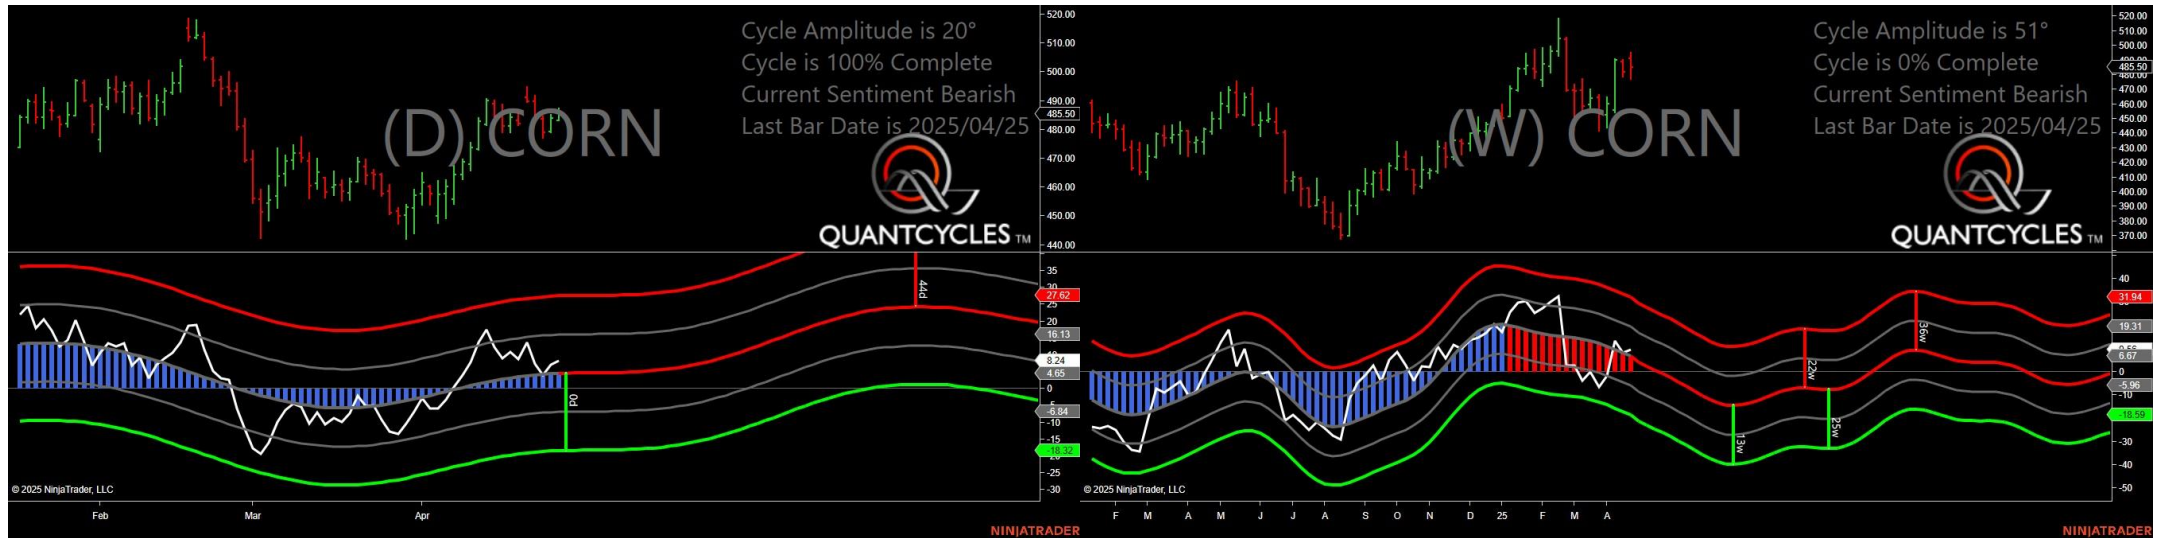 Cycle Amplitude is 20°
Cycle is 100% Complete
Current Sentiment Bearish
Last Bar Date is 2025/04/25
(D) CORN
QUANTCYCLES TM
520.00
510.00
500.00
490.00
485.50
480.00
470.00
460.00
450.00
440.00
44d
0d
35
27.62
25
20
16.13
8.24
4.65
0
-6.84
-10
-15
-18.32
-25
-30
© 2025 NinjaTrader, LLC
Feb Mar Apr
NINJATRADER
Cycle Amplitude is 51°
Cycle is 0% Complete
Current Sentiment Bearish
Last Bar Date is 2025/04/25
(W) CORN
QUANTCYCLES TM
520.00
510.00
500.00
485.50
480.00
470.00
460.00
450.00
440.00
430.00
420.00
410.00
400.00
390.00
380.00
370.00
22w
36w
13w
25w
40
31.94
19.31
6.67
0
-5.96
-10
-18.59
-30
-40
-50
© 2025 NinjaTrader, LLC
F M A M J J A S O N D 25 F M A
NINJATRADER